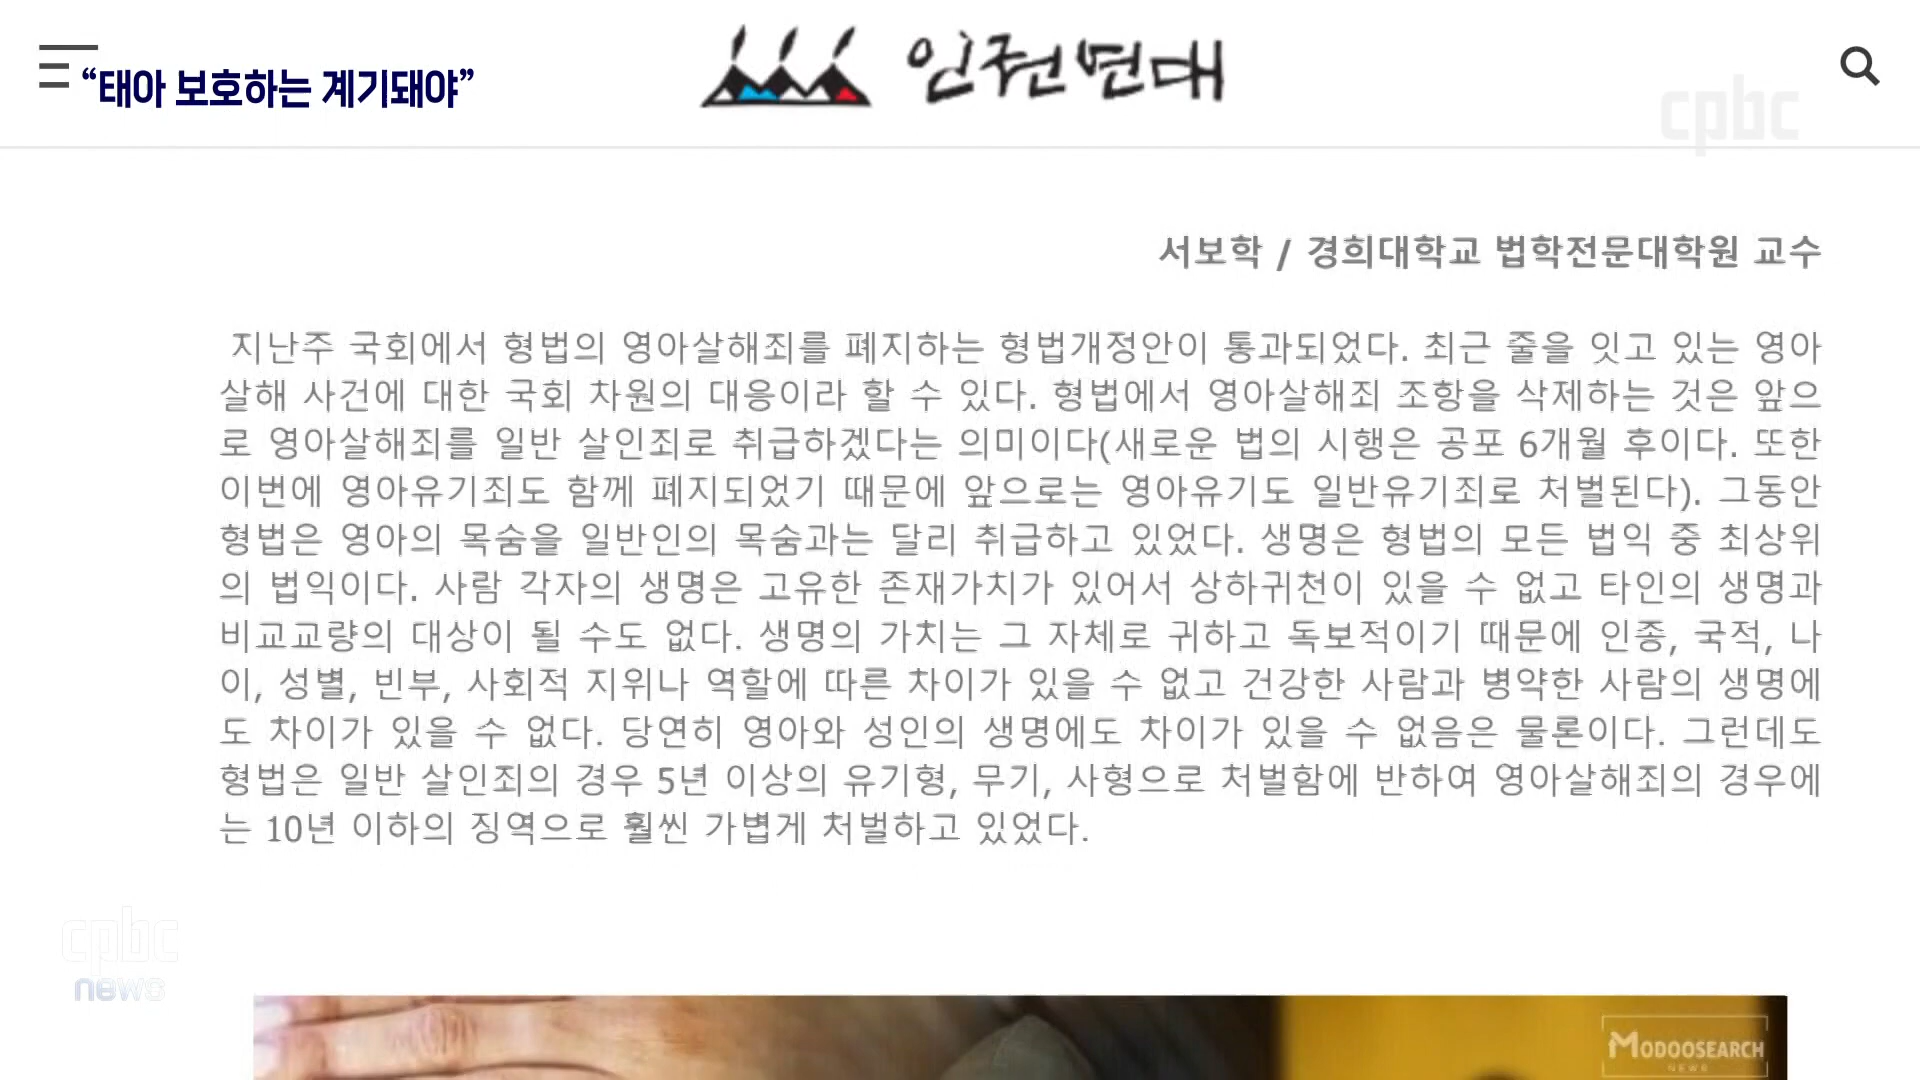 “태아 보호하는 계기돼야”
인권연대
cpbc
서보학 / 경희대학교 법학전문대학원 교수
지난주 국회에서 형법의 영아살해죄를 폐지하는 형법개정안이 통과되었다. 최근 줄을 잇고 있는 영아
살해 사건에 대한 국회 차원의 대응이라 할 수 있다. 형법에서 영아살해죄 조항을 삭제하는 것은 앞으
로 영아살해죄를 일반 살인죄로 취급하겠다는 의미이다(새로운 법의 시행은 공포 6개월 후이다. 또한
이번에 영아유기죄도 함께 폐지되었기 때문에 앞으로는 영아유기도 일반유기죄로 처벌된다). 그동안
형법은 영아의 목숨을 일반인의 목숨과는 달리 취급하고 있었다. 생명은 형법의 모든 법익 중 최상위
의 법익이다. 사람 각자의 생명은 고유한 존재가치가 있어서 상하귀천이 있을 수 없고 타인의 생명과
비교교량의 대상이 될 수도 없다. 생명의 가치는 그 자체로 귀하고 독보적이기 때문에 인종, 국적, 나
이, 성별, 빈부, 사회적 지위나 역할에 따른 차이가 있을 수 없고 건강한 사람과 병약한 사람의 생명에
도 차이가 있을 수 없다. 당연히 영아와 성인의 생명에도 차이가 있을 수 없음은 물론이다. 그런데도
형법은 일반 살인죄의 경우 5년 이상의 유기형, 무기, 사형으로 처벌함에 반하여 영아살해죄의 경우에
는 10년 이하의 징역으로 훨씬 가볍게 처벌하고 있었다.
cpbc
news
MODOOSEARCH
NEWS